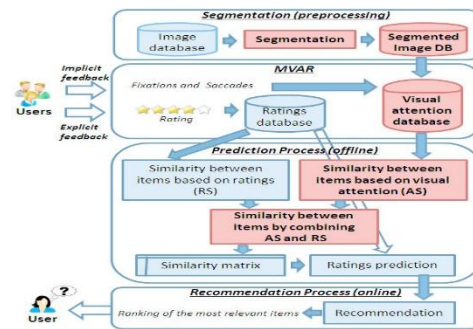 Segmentation (preprocessing)
Image
database
Segmentation
Segmented
Image DB
Implicit
feedback
Users
Explicit
feedback
MVAR
Fixations and Saccades
Rating
Ratings
database
Visual
attention
database
Prediction Process (offline)
Similarity between
items based on ratings
(RS)
Similarity between
items based on visual
attention (AS)
Similarity between
items by combining
AS and RS
Similarity matrix
Ratings prediction
Recommendation Process (online)
?
User
Ranking of the most relevant items
Recommendation